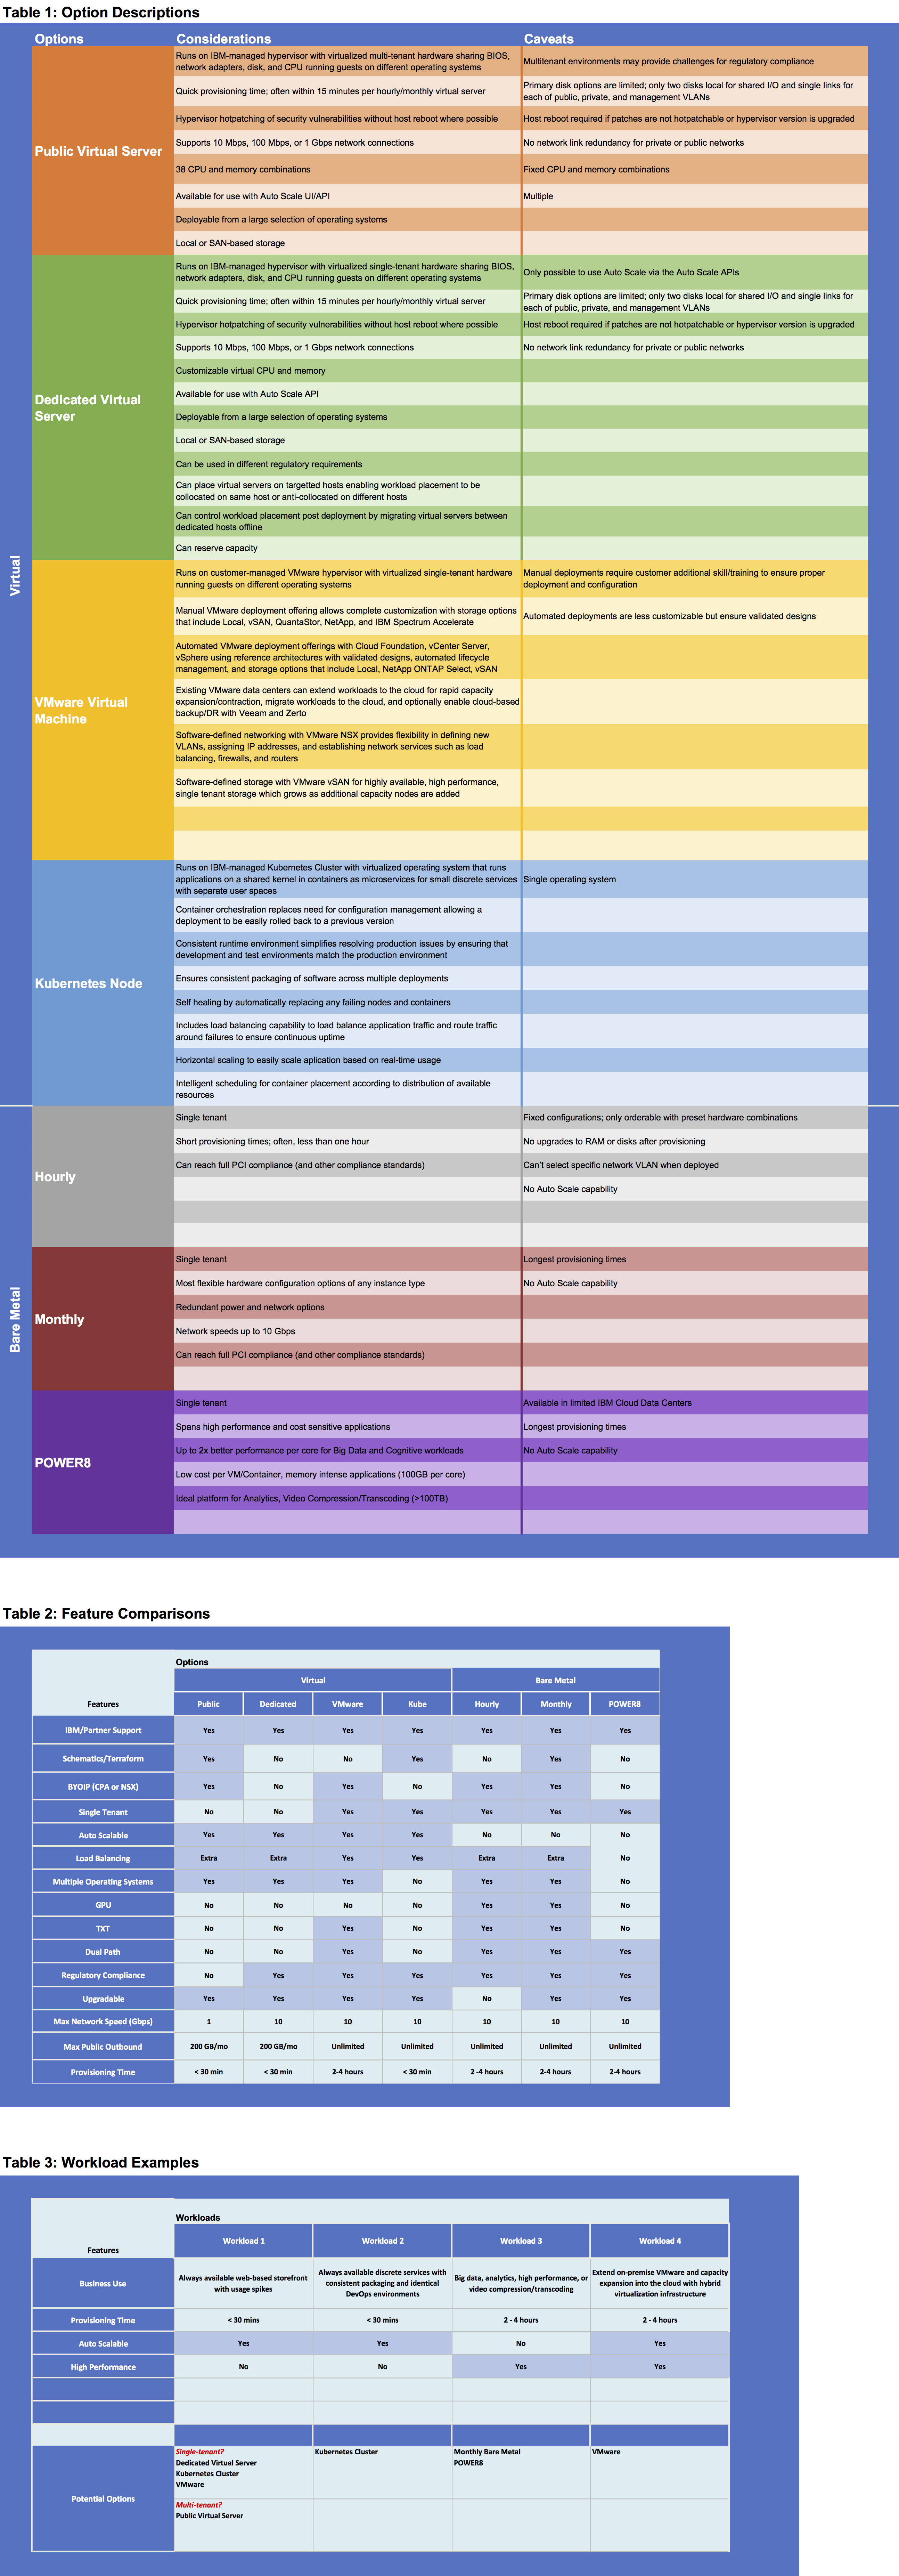 Table 1: Option Descriptions
Options Considerations Caveats
Virtual
Public Virtual Server
Runs on IBM-managed hypervisor with virtualized multi-tenant hardware sharing BIOS,
network adapters, disk, and CPU running guests on different operating systems
Multitenant environments may provide challenges for regulatory compliance
Quick provisioning time; often within 15 minutes per hourly/monthly virtual server
Primary disk options are limited; only two disks local for shared I/O and single links for
each of public, private, and management VLANs
Hypervisor hotpatching of security vulnerabilities without host reboot where possible
Host reboot required if patches are not hotpatchable or hypervisor version is upgraded
Supports 10 Mbps, 100 Mbps, or 1 Gbps network connections
No network link redundancy for private or public networks
38 CPU and memory combinations
Fixed CPU and memory combinations
Available for use with Auto Scale UI/API
Multiple
Deployable from a large selection of operating systems
Local or SAN-based storage
Dedicated Virtual
Server
Runs on IBM-managed hypervisor with virtualized single-tenant hardware sharing BIOS,
network adapters, disk, and CPU running guests on different operating systems
Only possible to use Auto Scale via the Auto Scale APIs
Quick provisioning time; often within 15 minutes per hourly/monthly virtual server
Primary disk options are limited; only two disks local for shared I/O and single links for
each of public, private, and management VLANs
Hypervisor hotpatching of security vulnerabilities without host reboot where possible
Host reboot required if patches are not hotpatchable or hypervisor version is upgraded
Supports 10 Mbps, 100 Mbps, or 1 Gbps network connections
No network link redundancy for private or public networks
Customizable virtual CPU and memory
Available for use with Auto Scale API
Deployable from a large selection of operating systems
Local or SAN-based storage
Can be used in different regulatory requirements
Can place virtual servers on targetted hosts enabling workload placement to be
collocated on same host or anti-collocated on different hosts
Can control workload placement post deployment by migrating virtual servers between
dedicated hosts offline
Can reserve capacity
VMware Virtual
Machine
Runs on customer-managed VMware hypervisor with virtualized single-tenant hardware
running guests on different operating systems
Manual deployments require customer additional skill/training to ensure proper
deployment and configuration
Manual VMware deployment offering allows complete customization with storage options
that include Local, vSAN, QuantaStor, NetApp, and IBM Spectrum Accelerate
Automated deployments are less customizable but ensure validated designs
Automated VMware deployment offerings with Cloud Foundation, vCenter Server,
vSphere using reference architectures with validated designs, automated lifecycle
management, and storage options that include Local, NetApp ONTAP Select, vSAN
Existing VMware data centers can extend workloads to the cloud for rapid capacity
expansion/contraction, migrate workloads to the cloud, and optionally enable cloud-based
backup/DR with Veeam and Zerto
Software-defined networking with VMware NSX provides flexibility in defining new
VLANs, assigning IP addresses, and establishing network services such as load
balancing, firewalls, and routers
Software-defined storage with VMware vSAN for highly available, high performance,
single tenant storage which grows as additional capacity nodes are added
Kubernetes Node
Runs on IBM-managed Kubernetes Cluster with virtualized operating system that runs
applications on a shared kernel in containers as microservices for small discrete services
with separate user spaces
Single operating system
Container orchestration replaces need for configuration management allowing a
deployment to be easily rolled back to a previous version
Consistent runtime environment simplifies resolving production issues by ensuring that
development and test environments match the production environment
Ensures consistent packaging of software across multiple deployments
Self healing by automatically replacing any failing nodes and containers
Includes load balancing capability to load balance application traffic and route traffic
around failures to ensure continuous uptime
Horizontal scaling to easily scale aplication based on real-time usage
Intelligent scheduling for container placement according to distribution of available
resources
Bare Metal
Hourly
Single tenant
Fixed configurations; only orderable with preset hardware combinations
Short provisioning times; often, less than one hour
No upgrades to RAM or disks after provisioning
Can reach full PCI compliance (and other compliance standards)
Can't select specific network VLAN when deployed
No Auto Scale capability
Monthly
Single tenant
Longest provisioning times
Most flexible hardware configuration options of any instance type
No Auto Scale capability
Redundant power and network options
Network speeds up to 10 Gbps
Can reach full PCI compliance (and other compliance standards)
POWER8
Single tenant
Available in limited IBM Cloud Data Centers
Spans high performance and cost sensitive applications
Longest provisioning times
Up to 2x better performance per core for Big Data and Cognitive workloads
No Auto Scale capability
Low cost per VM/Container, memory intense applications (100GB per core)
Ideal platform for Analytics, Video Compression/Transcoding (>100TB)
Table 2: Feature Comparisons
Options
Virtual Bare Metal
Features Public Dedicated VMware Kube Hourly Monthly POWER8
IBM/Partner Support Yes Yes Yes Yes Yes Yes Yes
Schematics/Terraform Yes No No Yes No Yes No
BYOIP (CPA or NSX) Yes No Yes No Yes Yes No
Single Tenant No No Yes Yes Yes Yes Yes
Auto Scalable Yes Yes Yes Yes No No No
Load Balancing Extra Extra Yes Yes Extra Extra No
Multiple Operating Systems Yes Yes Yes No Yes Yes No
GPU No No No No Yes Yes No
TXT No No Yes No Yes Yes No
Dual Path No No Yes No Yes Yes Yes
Regulatory Compliance No Yes Yes Yes Yes Yes Yes
Upgradable Yes Yes Yes Yes No Yes Yes
Max Network Speed (Gbps) 1 10 10 10 10 10 10
Max Public Outbound 200 GB/mo 200 GB/mo Unlimited Unlimited Unlimited Unlimited Unlimited
Provisioning Time < 30 min < 30 min 2-4 hours < 30 min 2 -4 hours 2-4 hours 2-4 hours
Table 3: Workload Examples
Workloads
Features Workload 1 Workload 2 Workload 3 Workload 4
Business Use
Always available web-based storefront
with usage spikes
Always available discrete services with
consistent packaging and identical
DevOps environments
Big data, analytics, high performance, or
video compression/transcoding
Extend on-premise VMware and capacity
expansion into the cloud with hybrid
virtualization infrastructure
Provisioning Time < 30 mins < 30 mins 2 - 4 hours 2 - 4 hours
Auto Scalable Yes Yes No Yes
High Performance No No Yes Yes
Potential Options
Single-tenant?
Dedicated Virtual Server
Kubernetes Cluster
VMware
Kubernetes Cluster
Monthly Bare Metal
POWER8
VMware
Multi-tenant?
Public Virtual Server